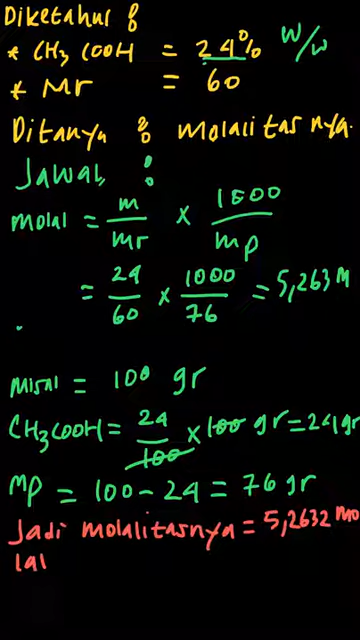 Diketahui :
* CH3COOH = 24% w/w
* Mr = 60
Ditanya : molalitasnya.
Jawab :
molal = m/mr × 1000/mp
= 24/60 × 1000/76 = 5,263 M
misal = 100 gr
CH3COOH = 24/100 × 100 gr = 24 gr
MP = 100 - 24 = 76 gr
Jadi molalitasnya = 5,2632 mo
lal